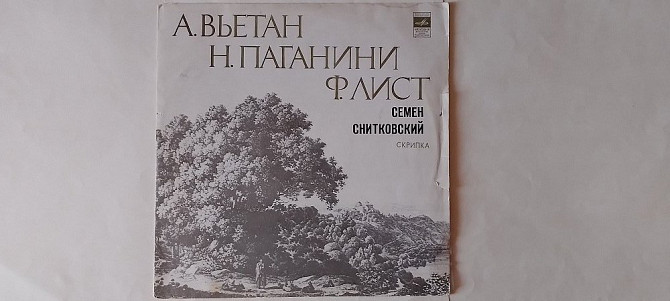 А. ВЬЕТАН
Н. ПАГАНИНИ
Ф. ЛИСТ
СЕМЕН
СНИТКОВСКИЙ
СКРИПКА